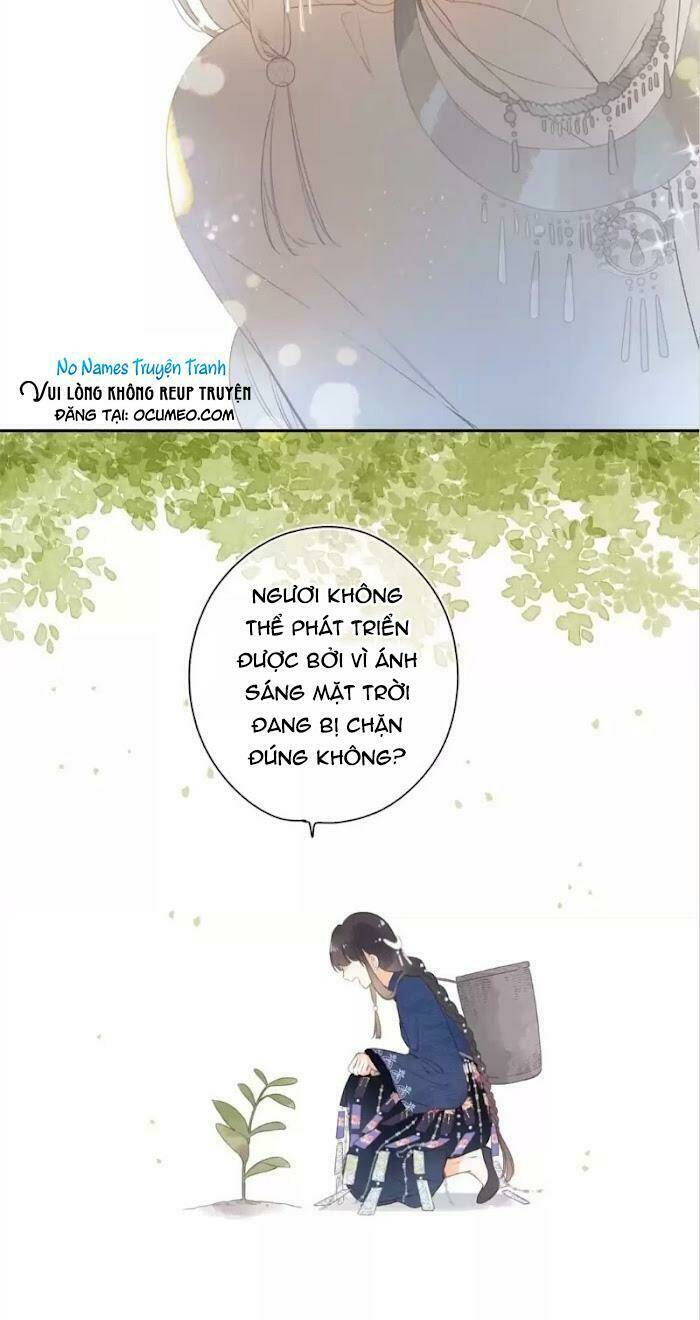 No Names Truyện Tranh
Vui lòng không reup truyện
Đăng tại: ocumeo.com
NGƯƠI KHÔNG
THỂ PHÁT TRIỂN
ĐƯỢC BỞI VÌ ÁNH
SÁNG MẶT TRỜI
ĐANG BỊ CHẶN
ĐÚNG KHÔNG?